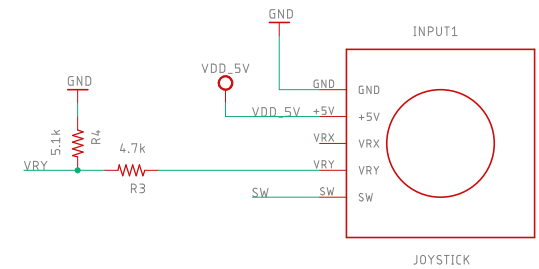 GND
INPUT1
VDD_5V
GND
GND
GND
VDD_5V
+5V
+5V
5.1k
R4
4.7k
VRX
VRX
VRY
VRY
VRY
R3
SW
SW
SW
JOYSTICK